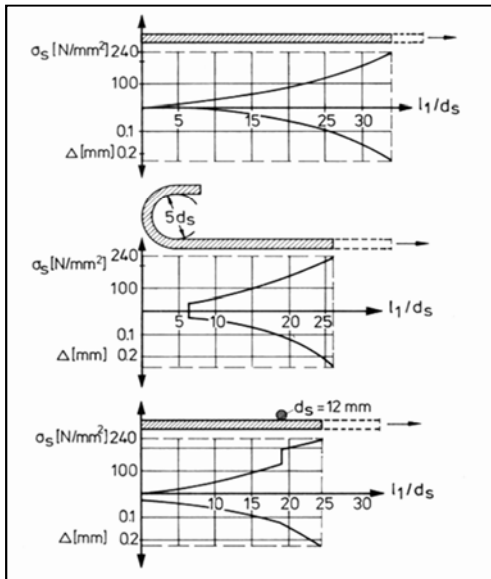 σs [N/mm²] 240
100
5 15 25 30 l1/ds
0.1
Δ [mm] 0.2
5ds
σs [N/mm²] 240
100
5 10 20 25 l1/ds
0.1
Δ [mm] 0.2
ds = 12 mm
σs [N/mm²] 240
100
10 15 20 25 30 l1/ds
0.1
Δ [mm] 0.2